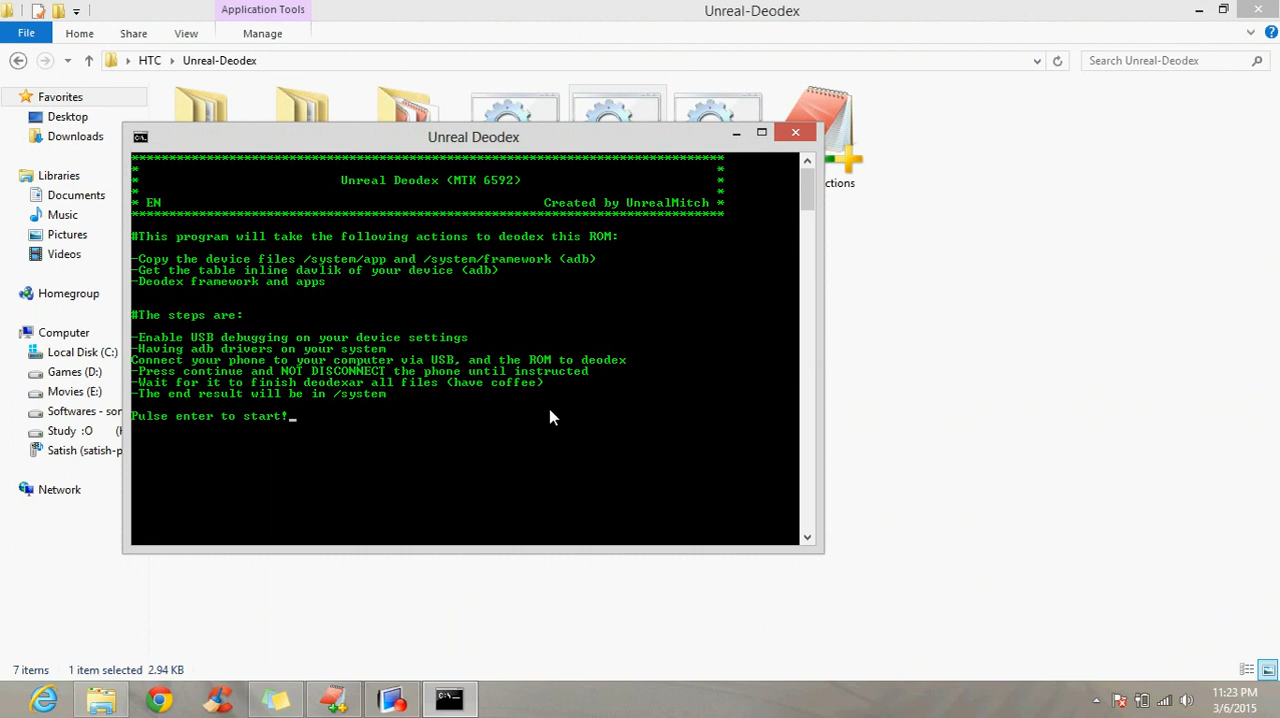 Application Tools
Unreal-Deodex
File
Home
Share
View
Manage
HTC
Unreal-Deodex
Search Unreal-Deodex
Favorites
Desktop
Downloads
Libraries
Documents
Music
Pictures
Videos
Homegroup
Computer
Local Disk (C:)
Games (D:)
Movies (E:)
Softwares - son
Study :O
Satish (satish-p
Network
ctions
Unreal Deodex
C:\.
Unreal Deodex (MTK 6592)
* EN Created by UnrealMitch *
#This program will take the following actions to deodex this ROM:
-Copy the device files /system/app and /system/framework (adb)
-Get the table inline davlik of your device (adb)
-Deodex framework and apps
#The steps are:
-Enable USB debugging on your device settings
-Having adb drivers on your system
Connect your phone to your computer via USB, and the ROM to deodex
-Press continue and NOT DISCONNECT the phone until instructed
-Wait for it to finish deodexar all files (have coffee)
-The end result will be in /system
Pulse enter to start!_
7 items
1 item selected 2.94 KB
11:23 PM
3/6/2015